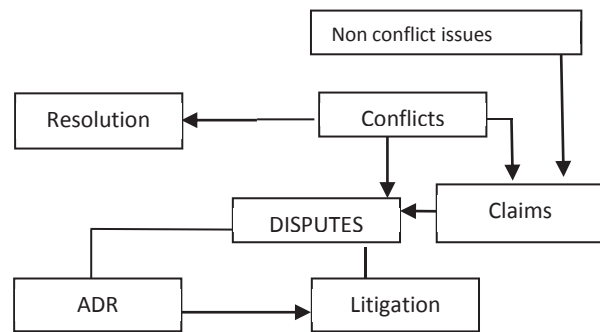 Non conflict issues
Resolution
Conflicts
Claims
DISPUTES
ADR
Litigation